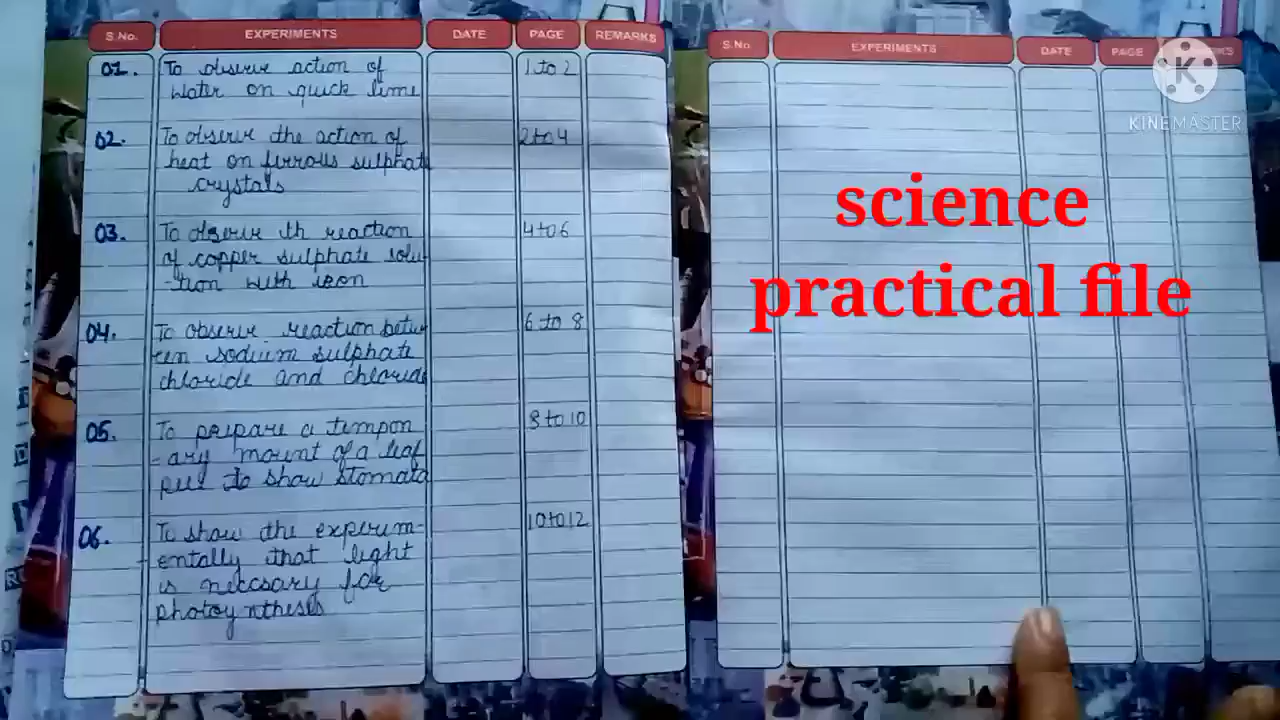 S.No. EXPERIMENTS DATE PAGE REMARKS
01. To observe action of 1 to 2
water on quick lime
02. To observe the action of 2 to 4
heat on ferrous sulphate
crystals
03. To observe th reaction 4 to 6
of copper sulphate solu
-tion with iron
04. To observe reaction betw 6 to 8
een sodium sulphate
chloride and chloride
05. To prepare a tempor 8 to 10
-ary mount of a leaf
peel to show stomata
06. To show the experim- 10 to 12
entally that light
is neccsary for
photoynthesis
S.No. EXPERIMENTS DATE PAGE
K
KINEMASTER
science
practical file